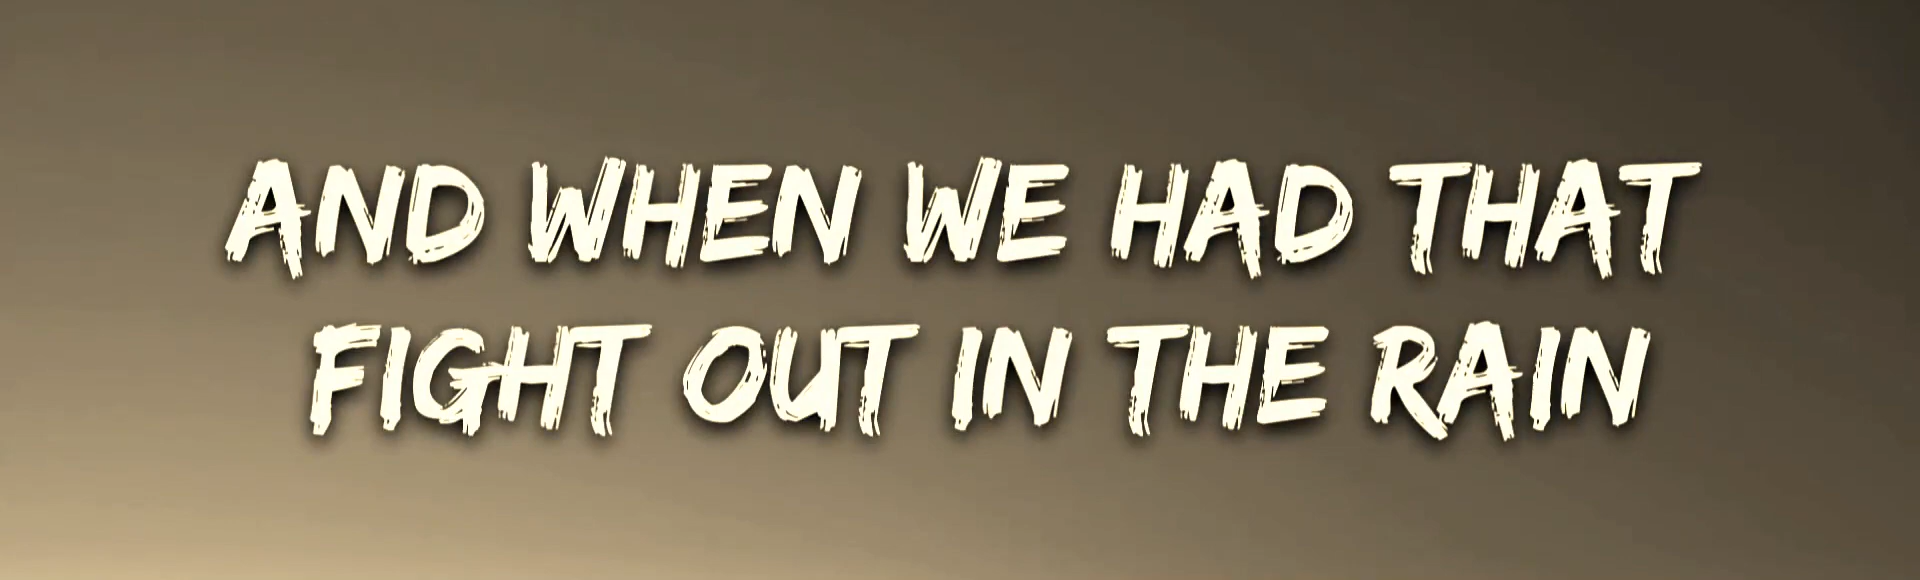 AND WHEN WE HAD THAT
FIGHT OUT IN THE RAIN